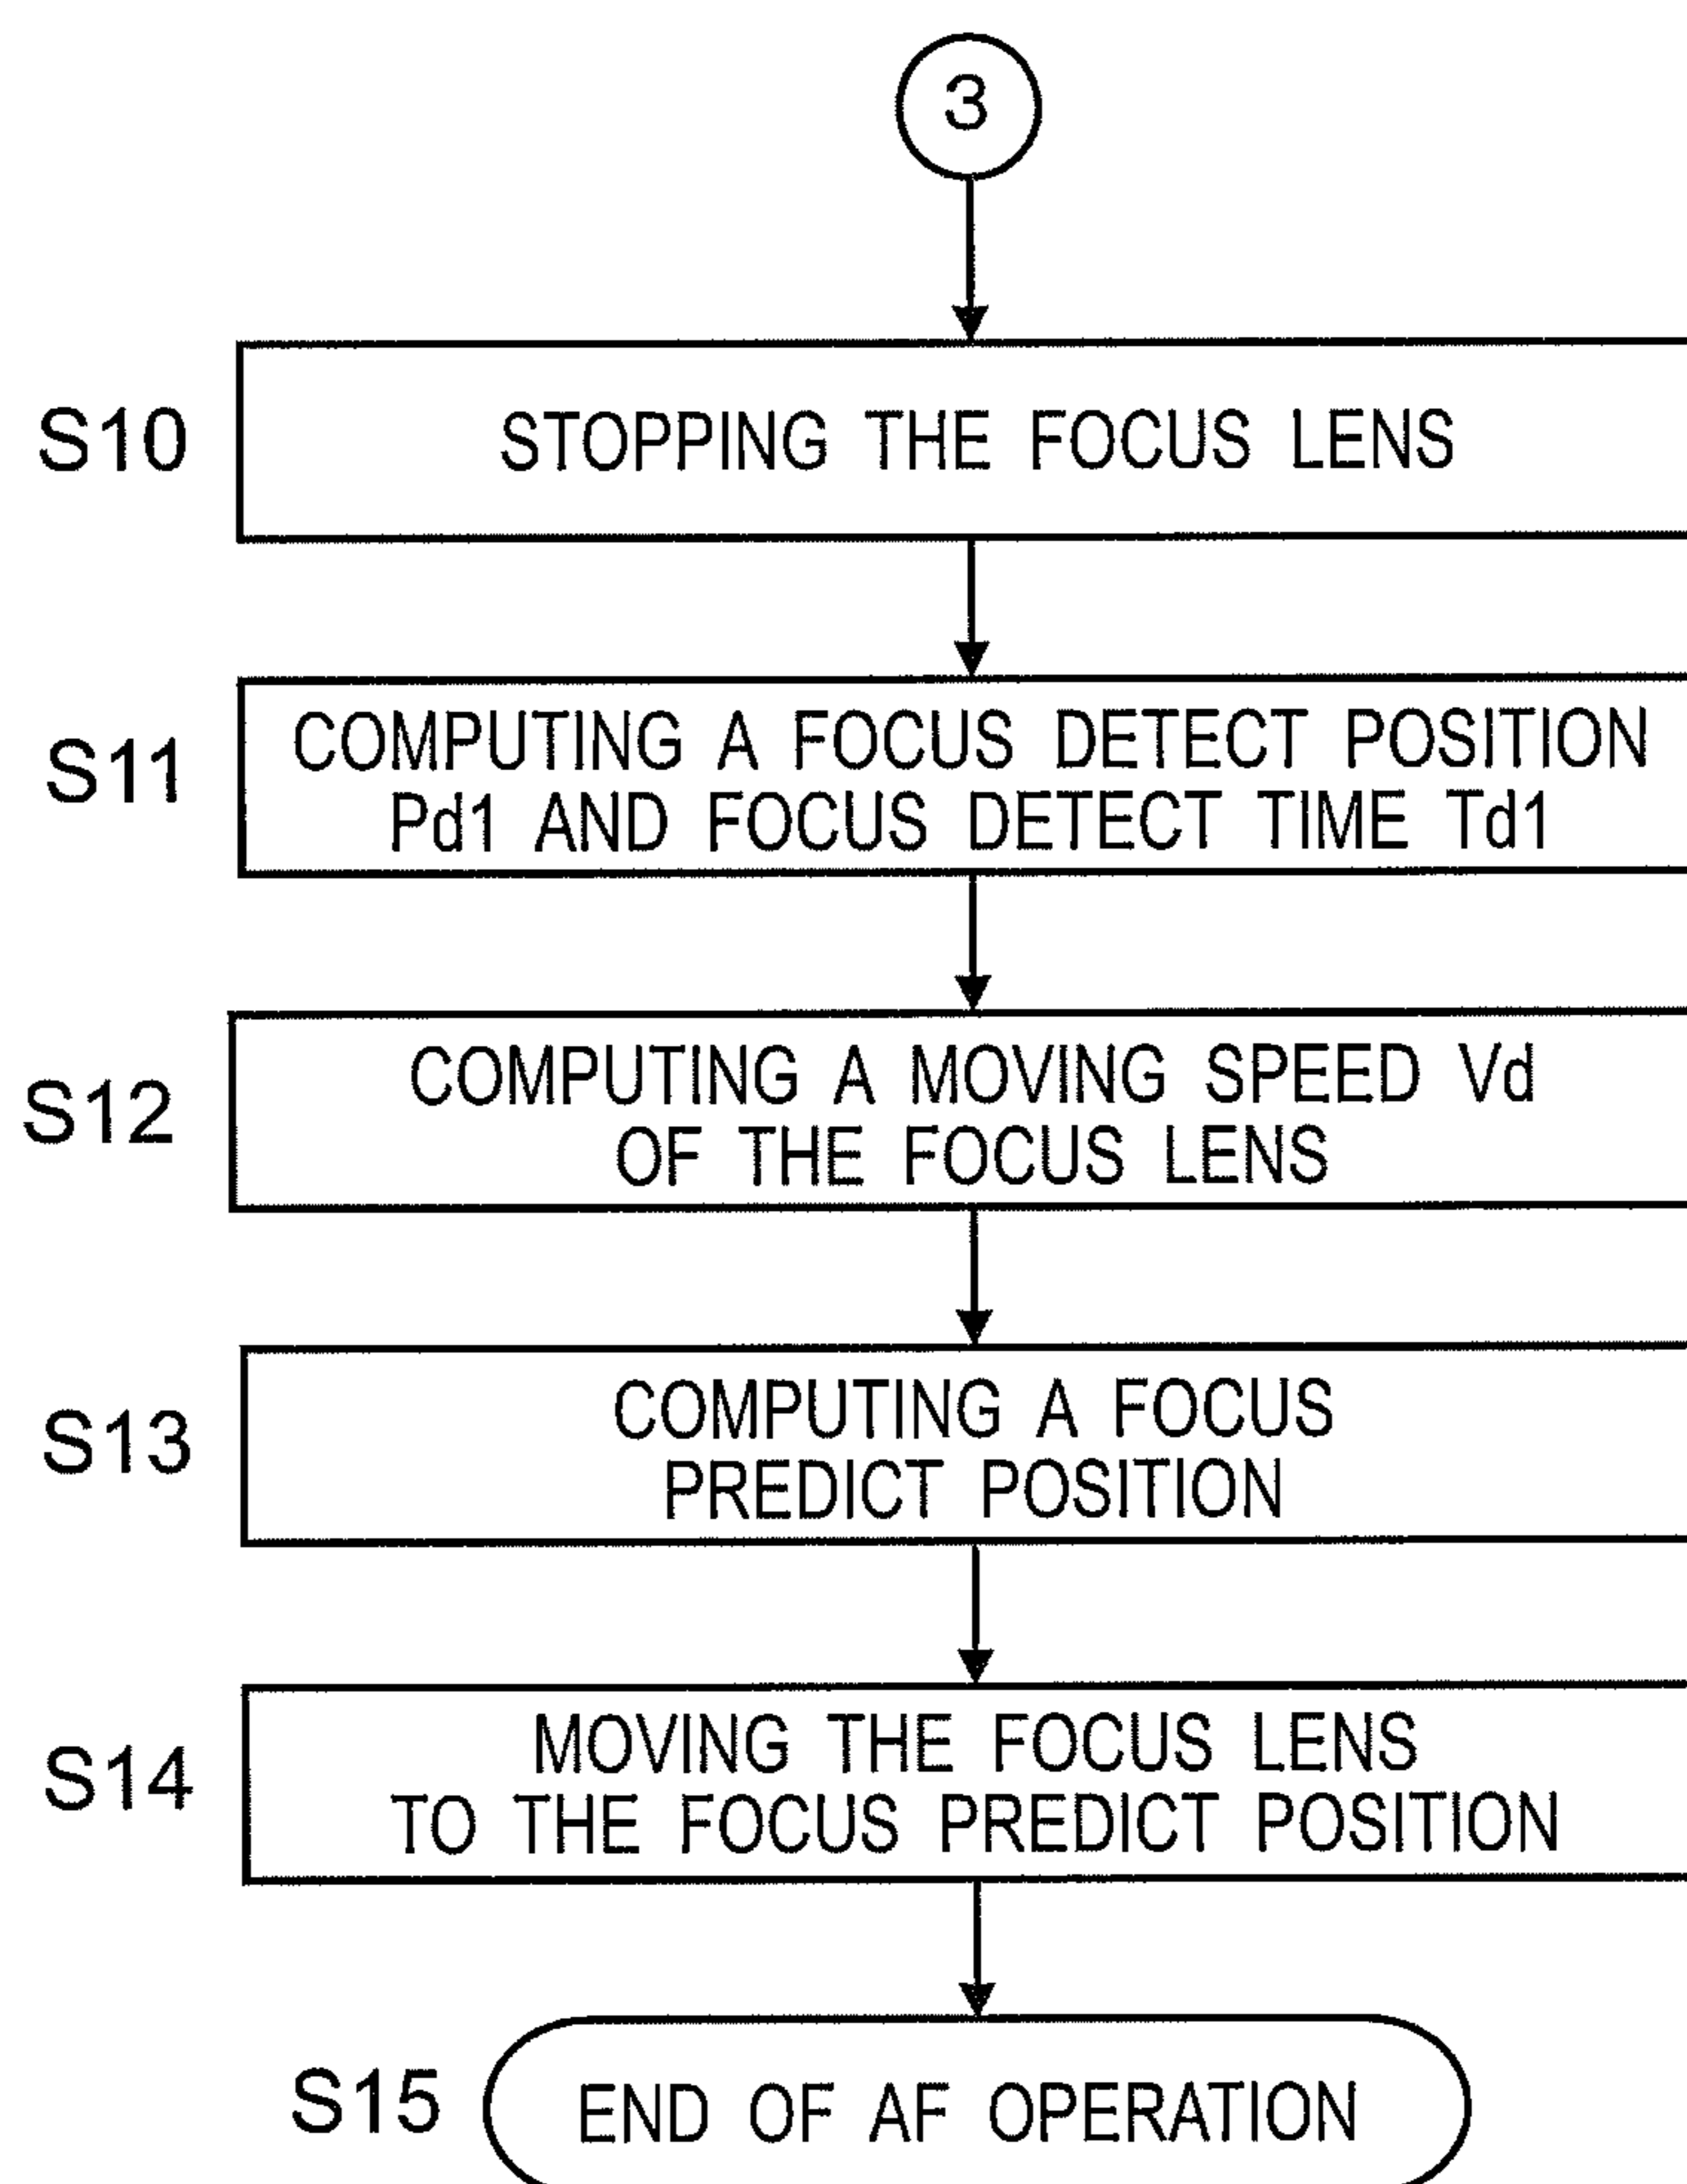 3
S10
STOPPING THE FOCUS LENS
S11
COMPUTING A FOCUS DETECT POSITION
Pd1 AND FOCUS DETECT TIME Td1
S12
COMPUTING A MOVING SPEED Vd
OF THE FOCUS LENS
S13
COMPUTING A FOCUS
PREDICT POSITION
S14
MOVING THE FOCUS LENS
TO THE FOCUS PREDICT POSITION
S15
END OF AF OPERATION